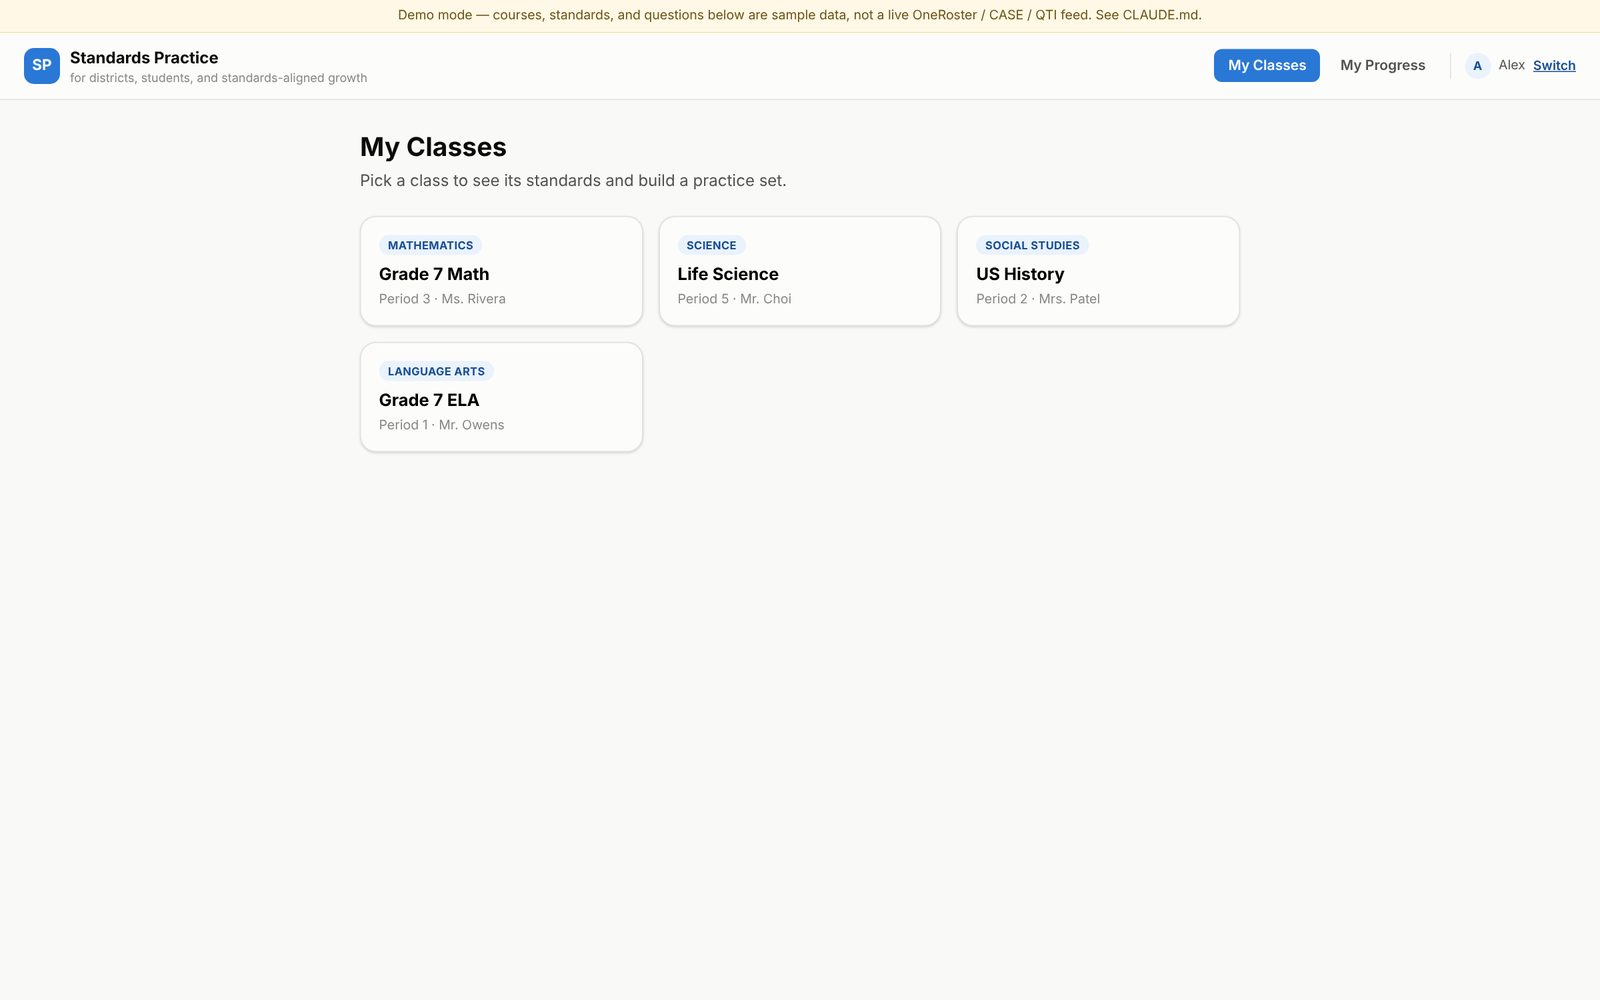 Demo mode — courses, standards, and questions below are sample data, not a live OneRoster / CASE / QTI feed. See CLAUDE.md.
SP
Standards Practice
for districts, students, and standards-aligned growth
My Classes
My Progress
A
Alex
Switch
My Classes
Pick a class to see its standards and build a practice set.
MATHEMATICS
Grade 7 Math
Period 3 · Ms. Rivera
SCIENCE
Life Science
Period 5 · Mr. Choi
SOCIAL STUDIES
US History
Period 2 · Mrs. Patel
LANGUAGE ARTS
Grade 7 ELA
Period 1 · Mr. Owens